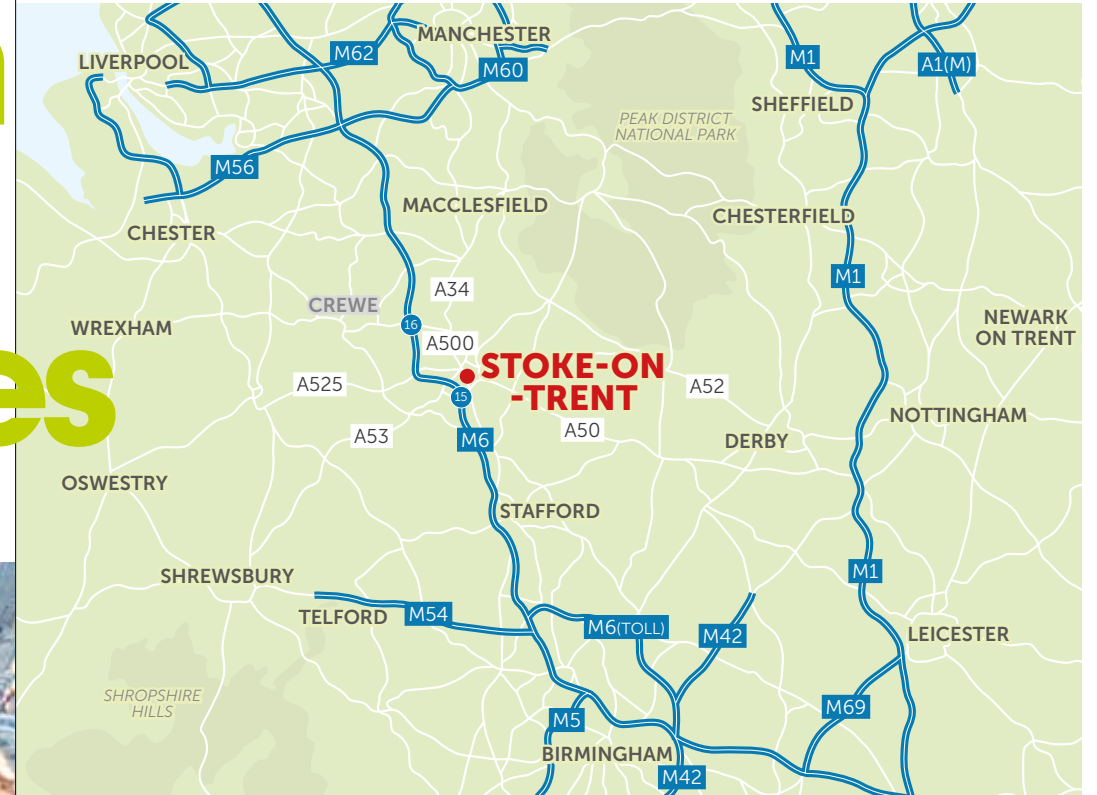 MANCHESTER
LIVERPOOL
M62
M60
M1
A1(M)
SHEFFIELD
PEAK DISTRICT
NATIONAL PARK
M56
MACCLESFIELD
CHESTERFIELD
CHESTER
M1
A34
CREWE
NEWARK
ON TRENT
WREXHAM
16
A500
STOKE-ON
-TRENT
A525
A52
es
15
NOTTINGHAM
A53
M6
A50
DERBY
OSWESTRY
STAFFORD
M1
SHREWSBURY
TELFORD
M54
M6(TOLL)
M42
LEICESTER
SHROPSHIRE
HILLS
M69
M5
BIRMINGHAM
M42